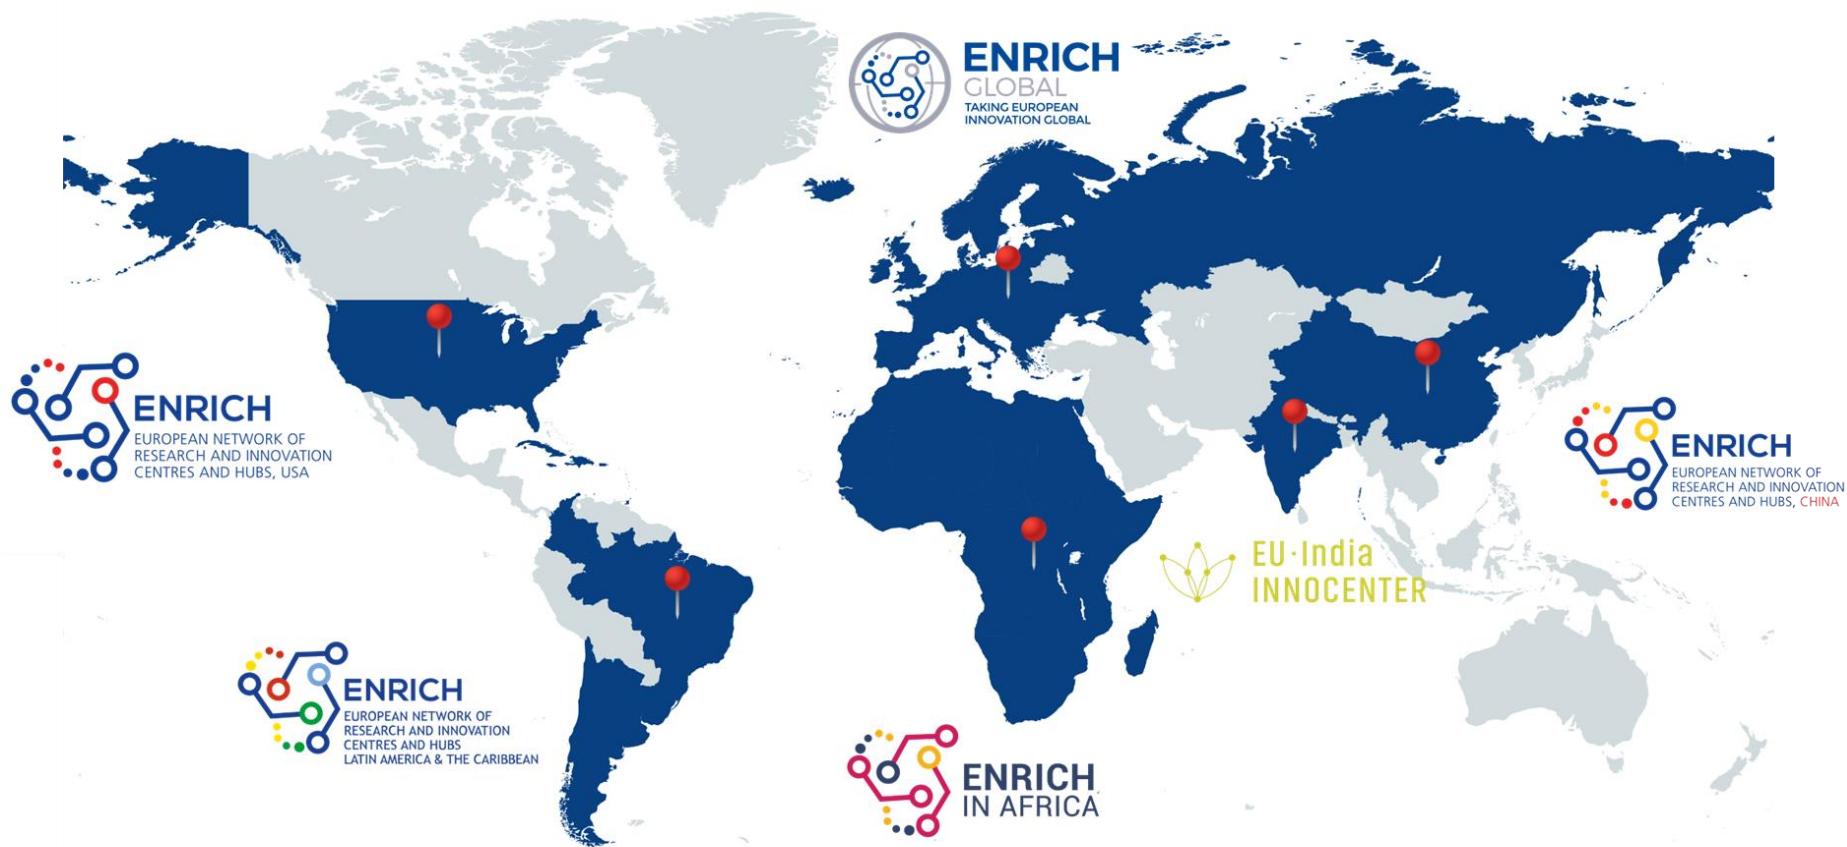 ENRICH
GLOBAL
TAKING EUROPEAN
INNOVATION GLOBAL
ENRICH
EUROPEAN NETWORK OF
RESEARCH AND INNOVATION
CENTRES AND HUBS, USA
ENRICH
EUROPEAN NETWORK OF
RESEARCH AND INNOVATION
CENTRES AND HUBS, CHINA
EU·India
INNOCENTER
ENRICH
EUROPEAN NETWORK OF
RESEARCH AND INNOVATION
CENTRES AND HUBS
LATIN AMERICA & THE CARIBBEAN
ENRICH
IN AFRICA